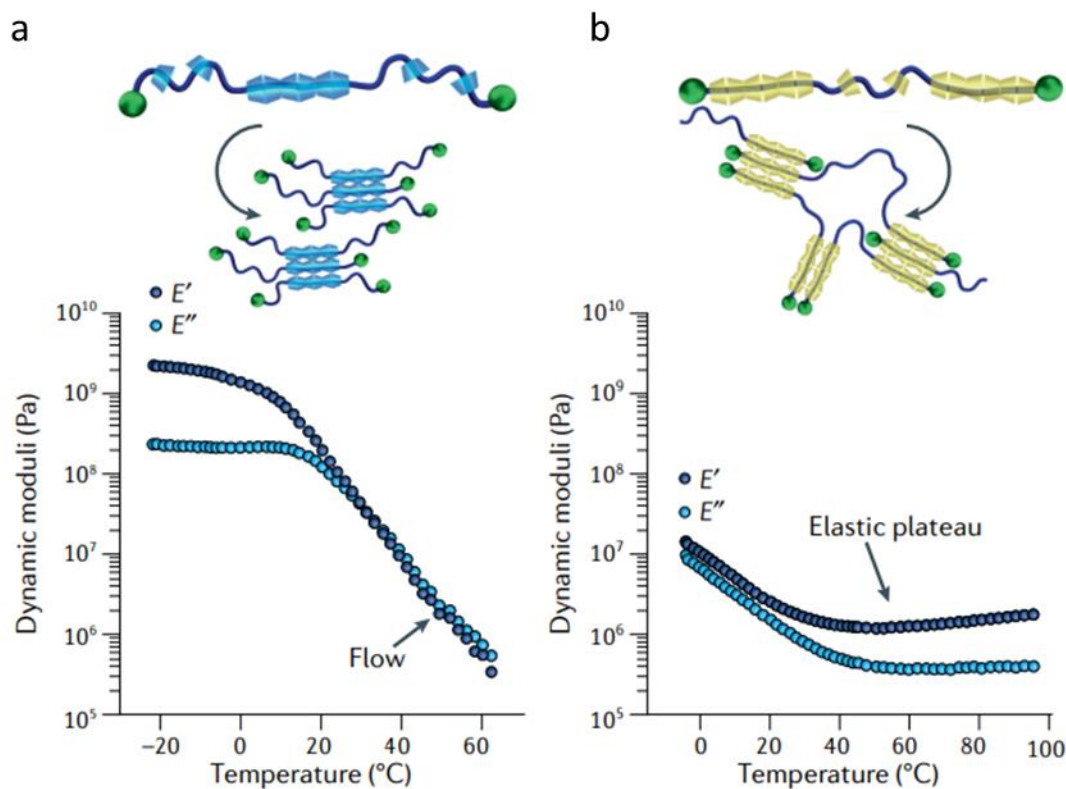 a
E′
E″
10¹⁰
10⁹
10⁸
10⁷
10⁶
10⁵
Dynamic moduli (Pa)
Flow
−20 0 20 40 60
Temperature (°C)
b
10¹⁰
10⁹
10⁸
10⁷
10⁶
10⁵
Dynamic moduli (Pa)
E′
E″
Elastic plateau
0 20 40 60 80 100
Temperature (°C)